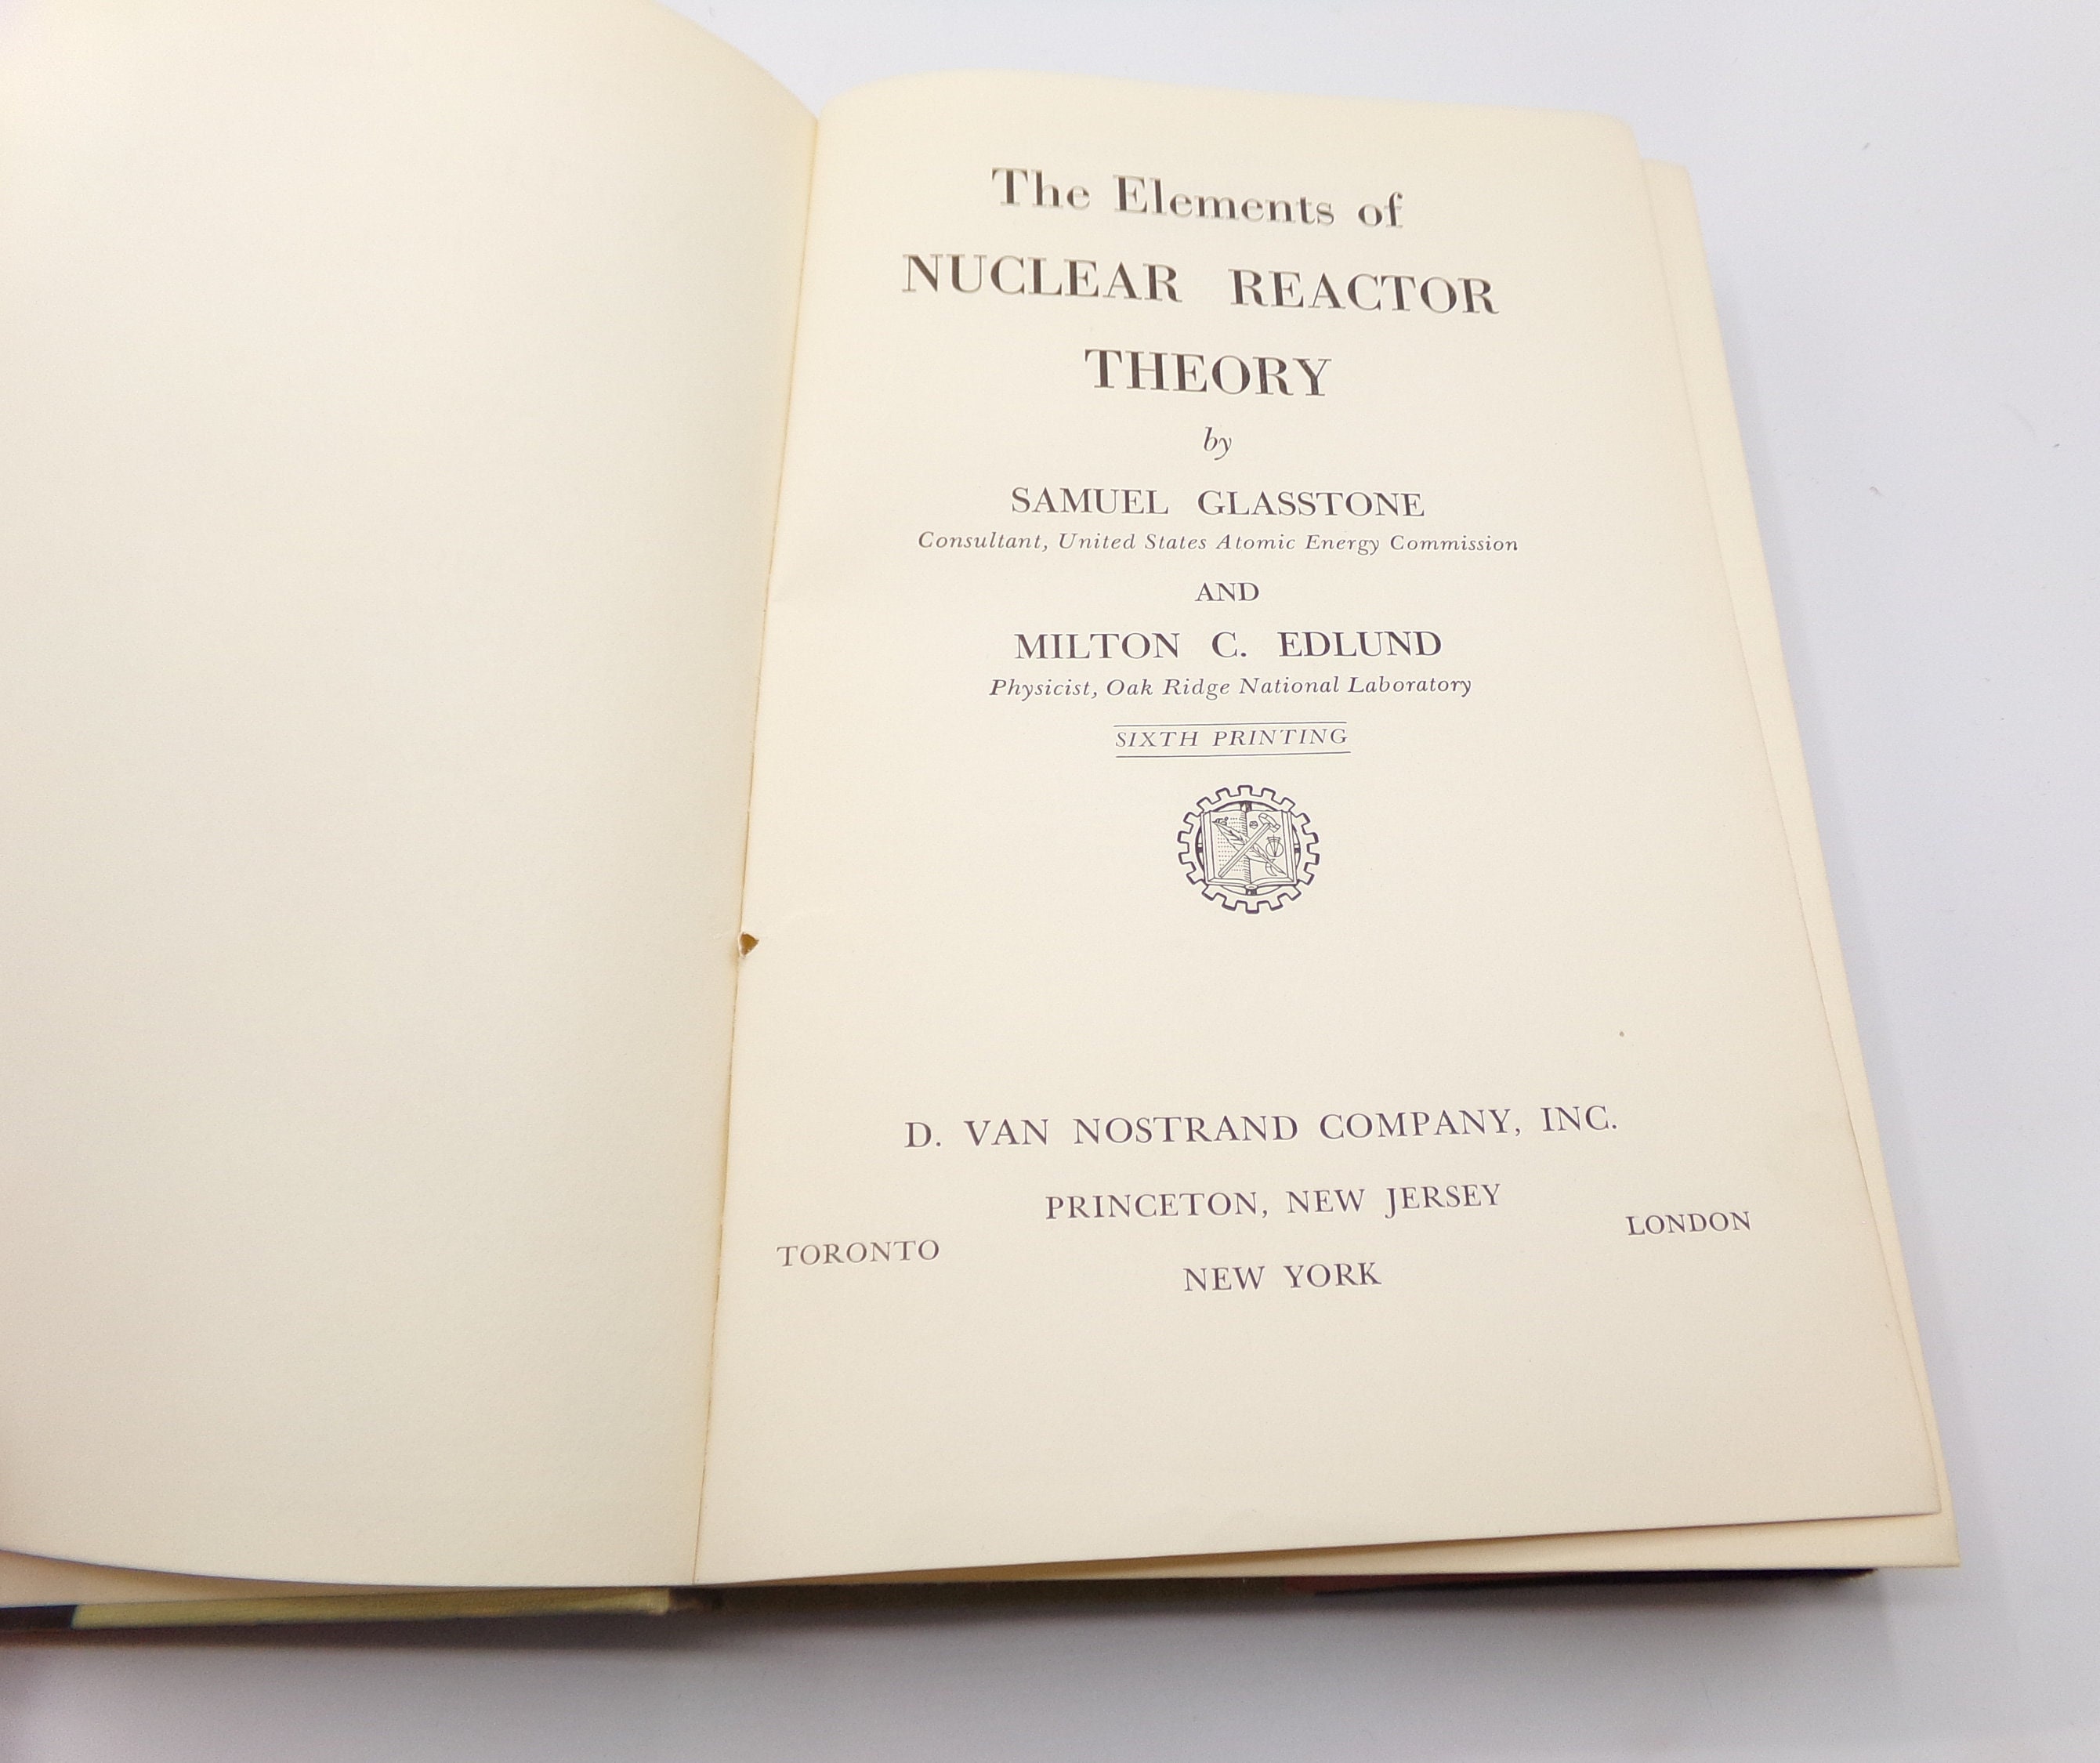 The Elements of
NUCLEAR REACTOR
THEORY
by
SAMUEL GLASSTONE
Consultant, United States Atomic Energy Commission
AND
MILTON C. EDLUND
Physicist, Oak Ridge National Laboratory
SIXTH PRINTING
D. VAN NOSTRAND COMPANY, INC.
PRINCETON, NEW JERSEY
TORONTO LONDON
NEW YORK